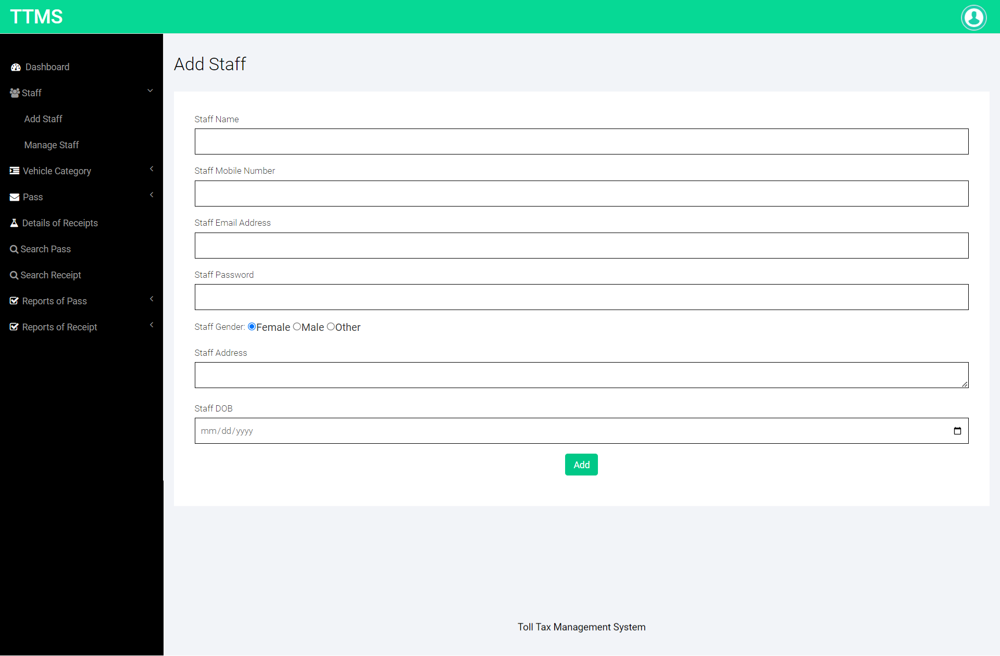 TTMS
Dashboard
Staff
Add Staff
Manage Staff
Vehicle Category
Pass
Details of Receipts
Search Pass
Search Receipt
Reports of Pass
Reports of Receipt
Add Staff
Staff Name
Staff Mobile Number
Staff Email Address
Staff Password
Staff Gender: Female Male Other
Staff Address
Staff DOB
mm/dd/yyyy
Add
Toll Tax Management System